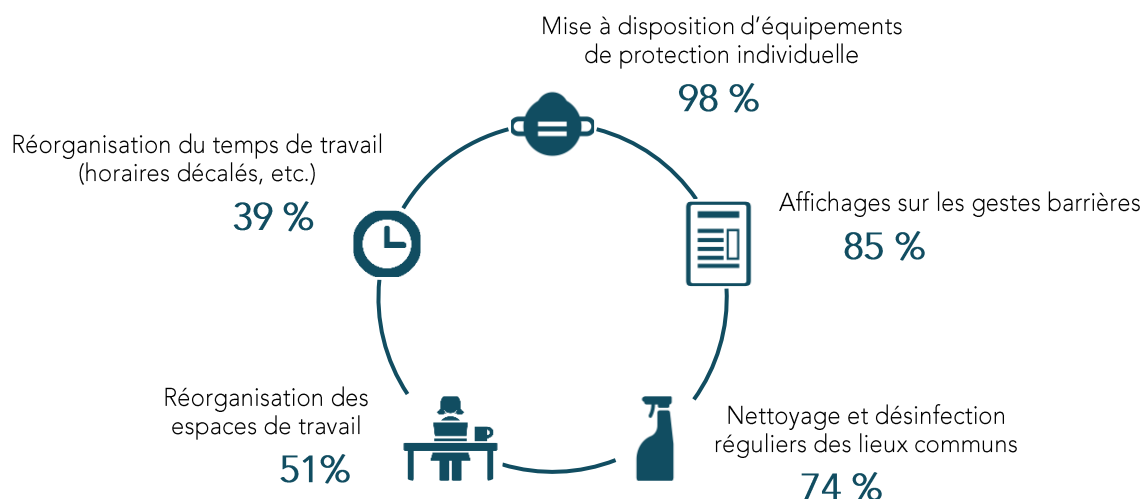 Mise à disposition d'équipements
de protection individuelle
98 %
Affichages sur les gestes barrières
85 %
Nettoyage et désinfection
réguliers des lieux communs
74 %
Réorganisation des
espaces de travail
51%
Réorganisation du temps de travail
(horaires décalés, etc.)
39 %